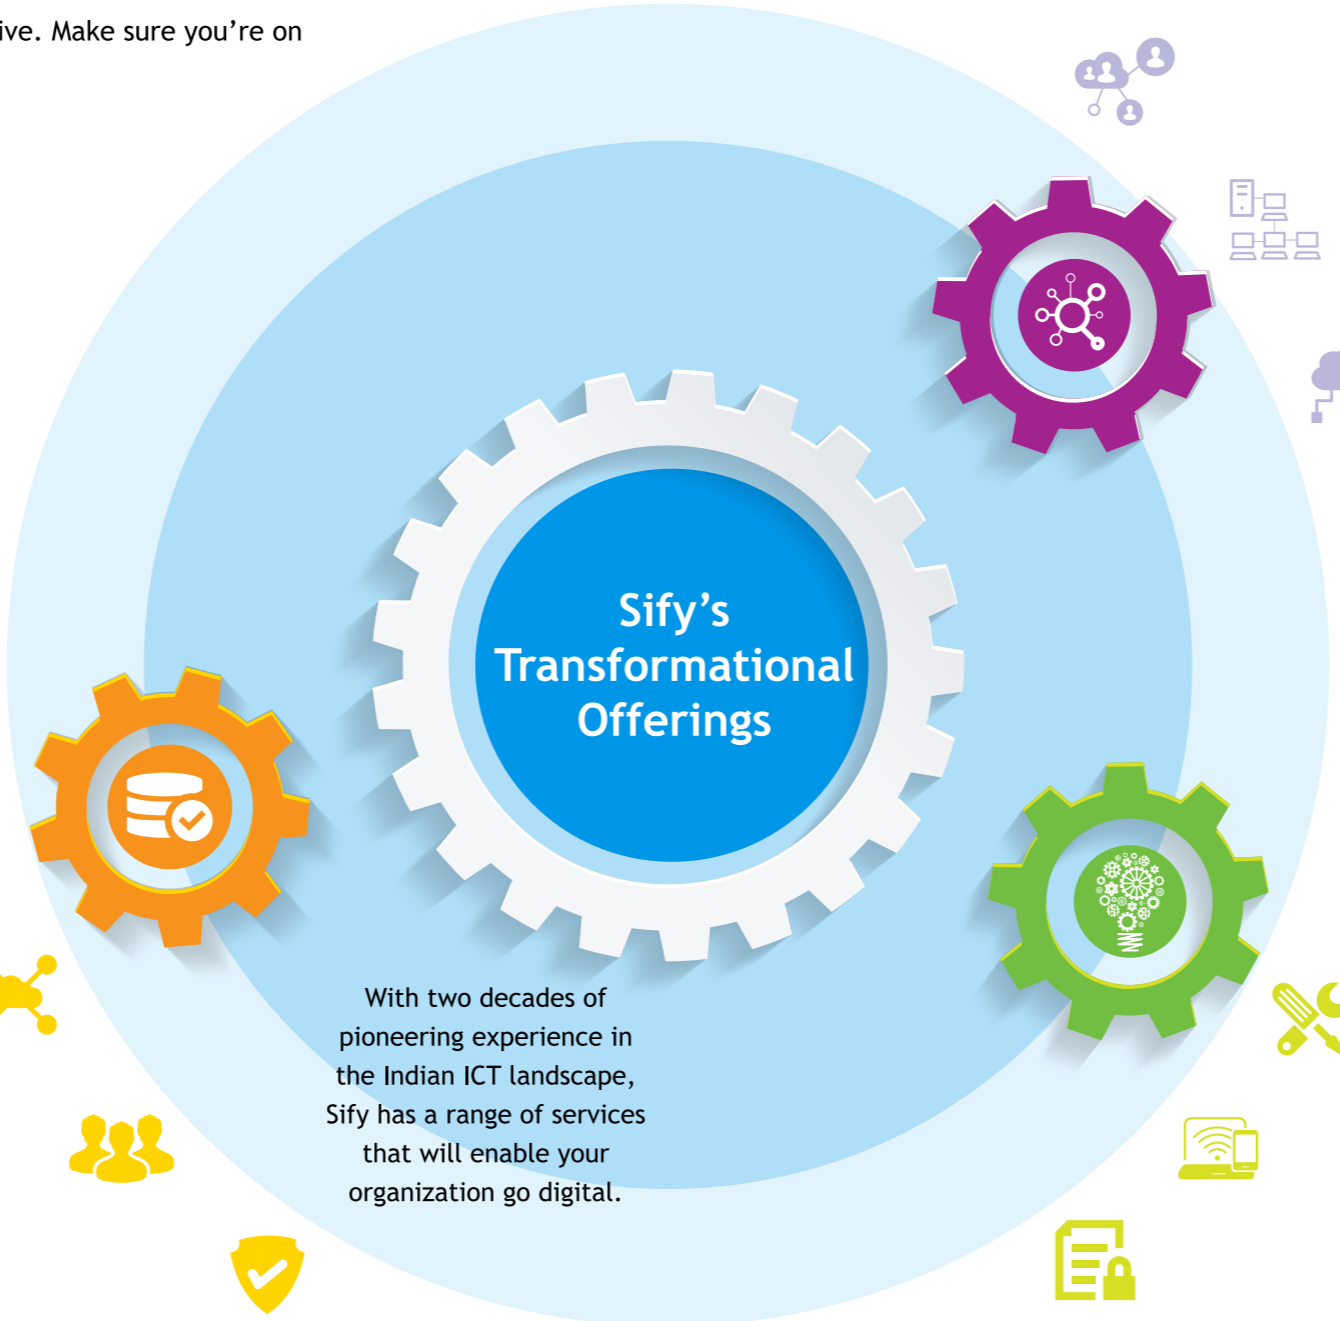 Make sure you’re on
Sify’s
Transformational
Offerings
With two decades of
pioneering experience in
the Indian ICT landscape,
Sify has a range of services
that will enable your
organization go digital.